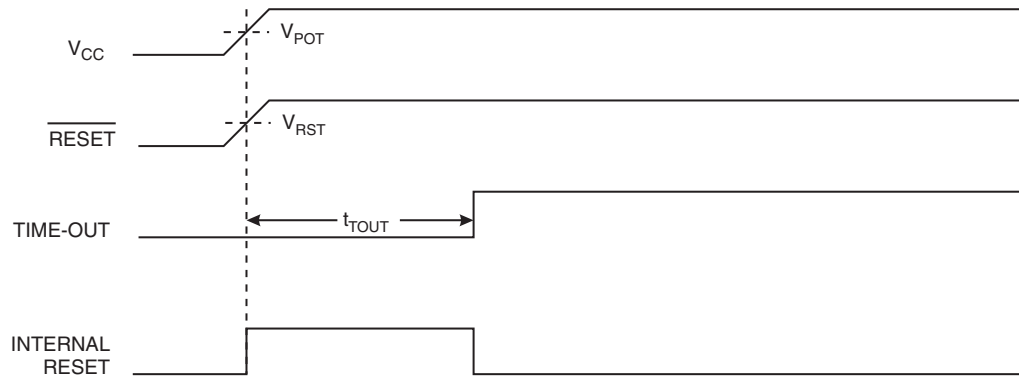 V_CC
V_POT
RESET
V_RST
TIME-OUT
t_TOUT
INTERNAL
RESET